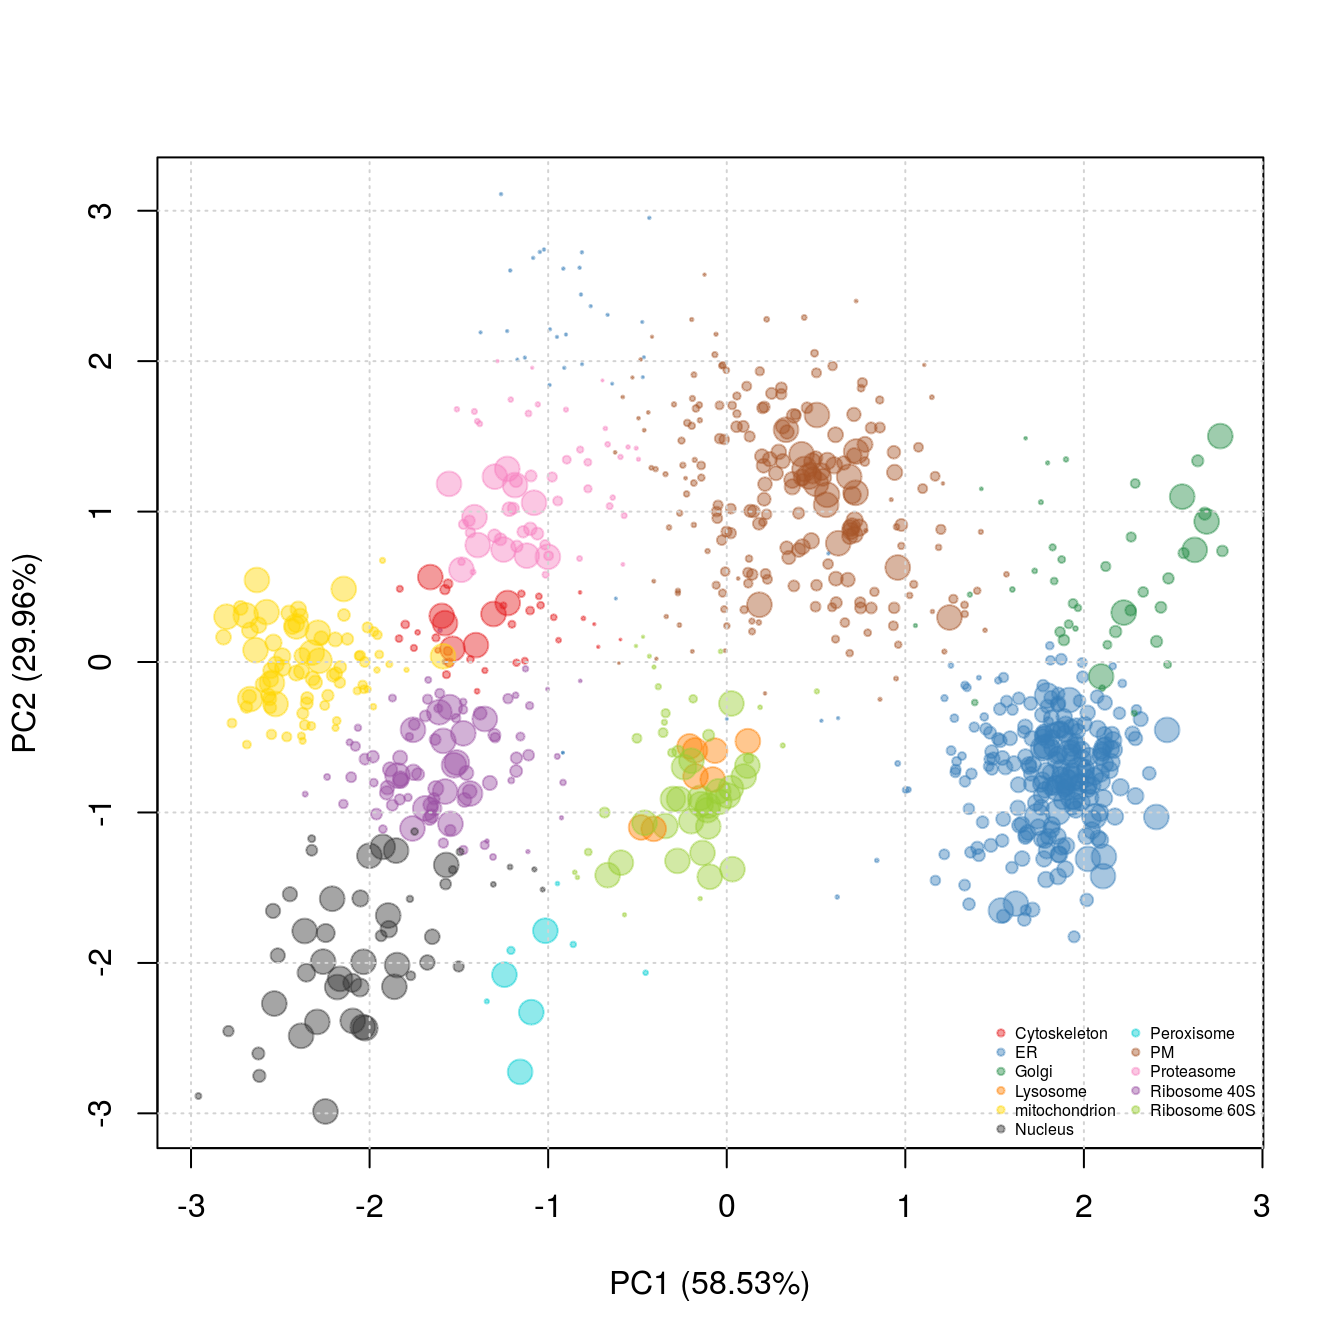 3
2
1
0
-1
-2
-3
PC2 (29.96%)
Cytoskeleton
ER
Golgi
Lysosome
mitochondrion
Nucleus
Peroxisome
PM
Proteasome
Ribosome 40S
Ribosome 60S
-3 -2 -1 0 1 2 3
PC1 (58.53%)